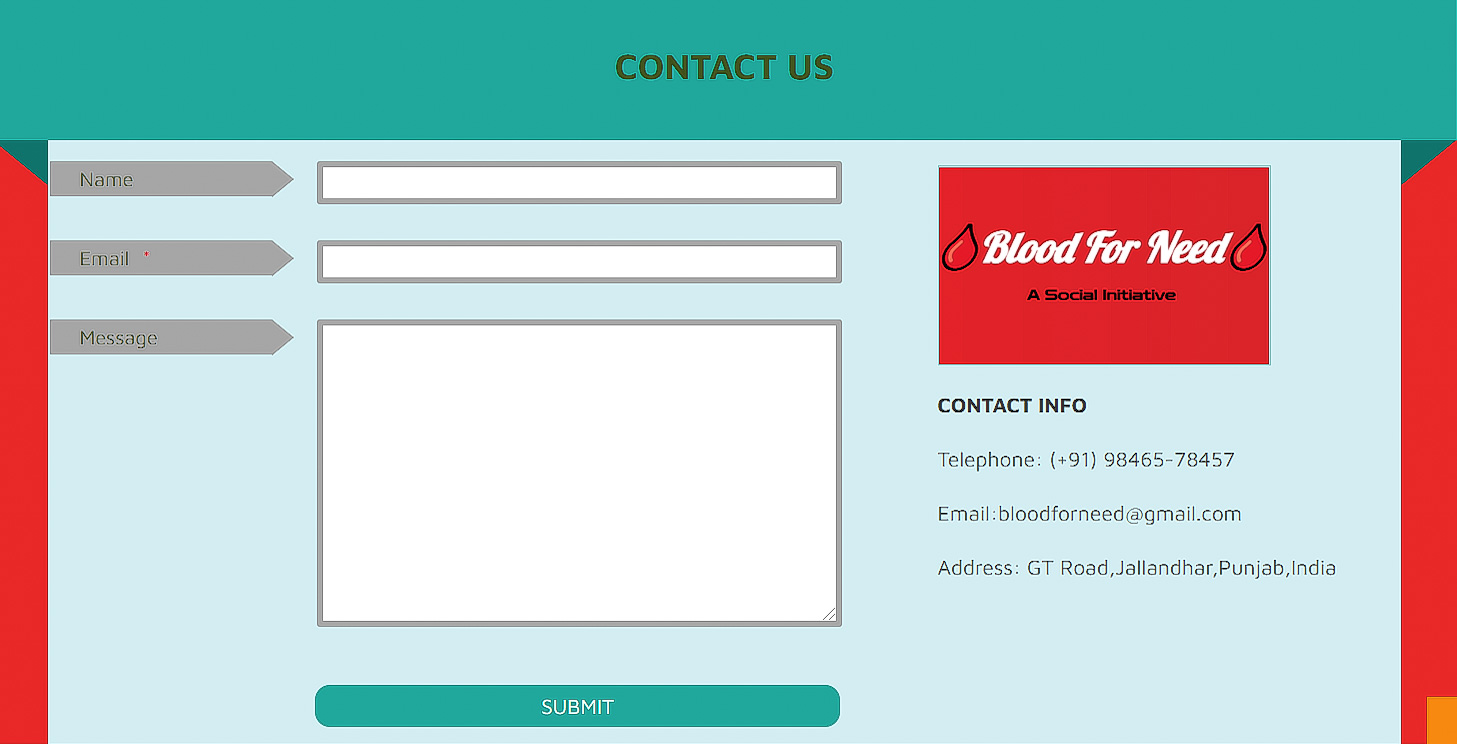 CONTACT US
Name
Email *
Message
SUBMIT
Blood For Need
A Social Initiative
CONTACT INFO
Telephone: (+91) 98465-78457
Email:bloodforneed@gmail.com
Address: GT Road,Jallandhar,Punjab,India